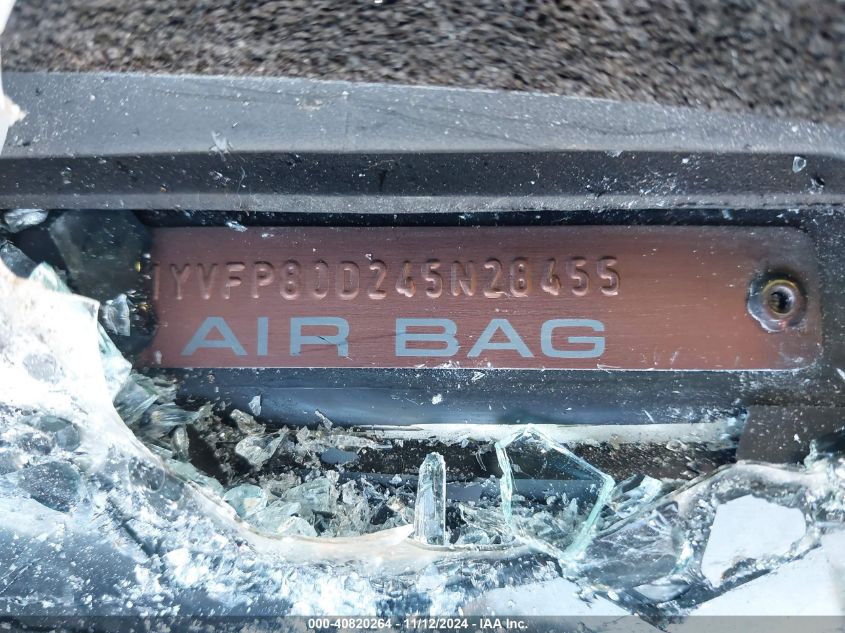 1YVFP80D245N28455
AIR BAG
000-40820264 - 11/12/2024 - IAA Inc.